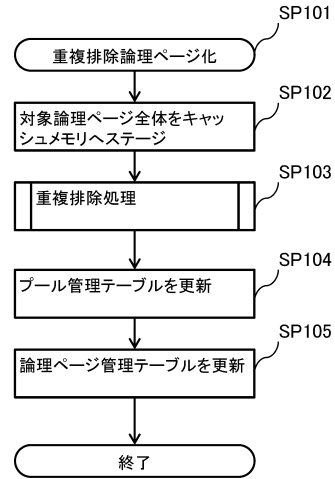 SP101
重複排除論理ページ化
SP102
対象論理ページ全体をキャッ
シュメモリへステージ
SP103
重複排除処理
SP104
プール管理テーブルを更新
SP105
論理ページ管理テーブルを更新
終了